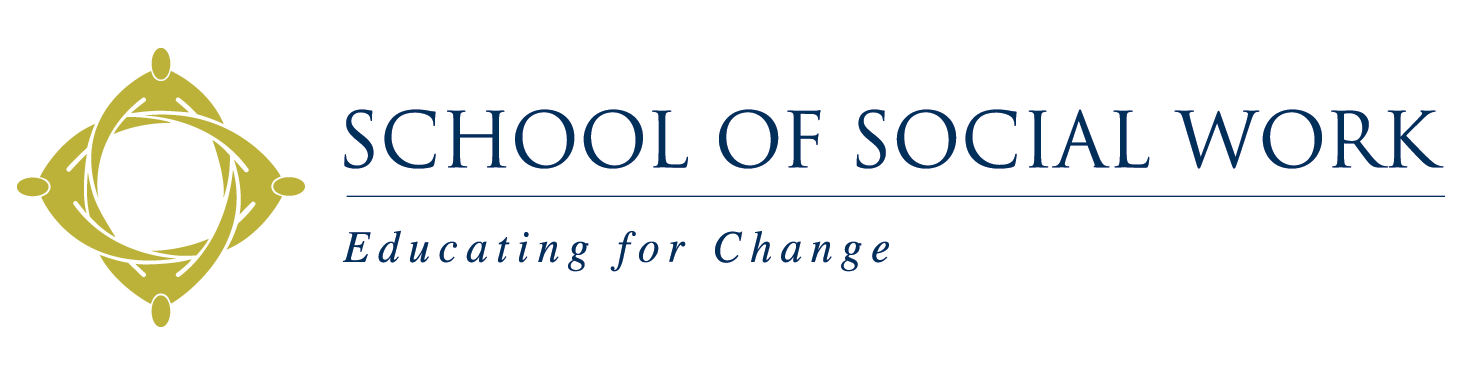 SCHOOL OF SOCIAL WORK
Educating for Change